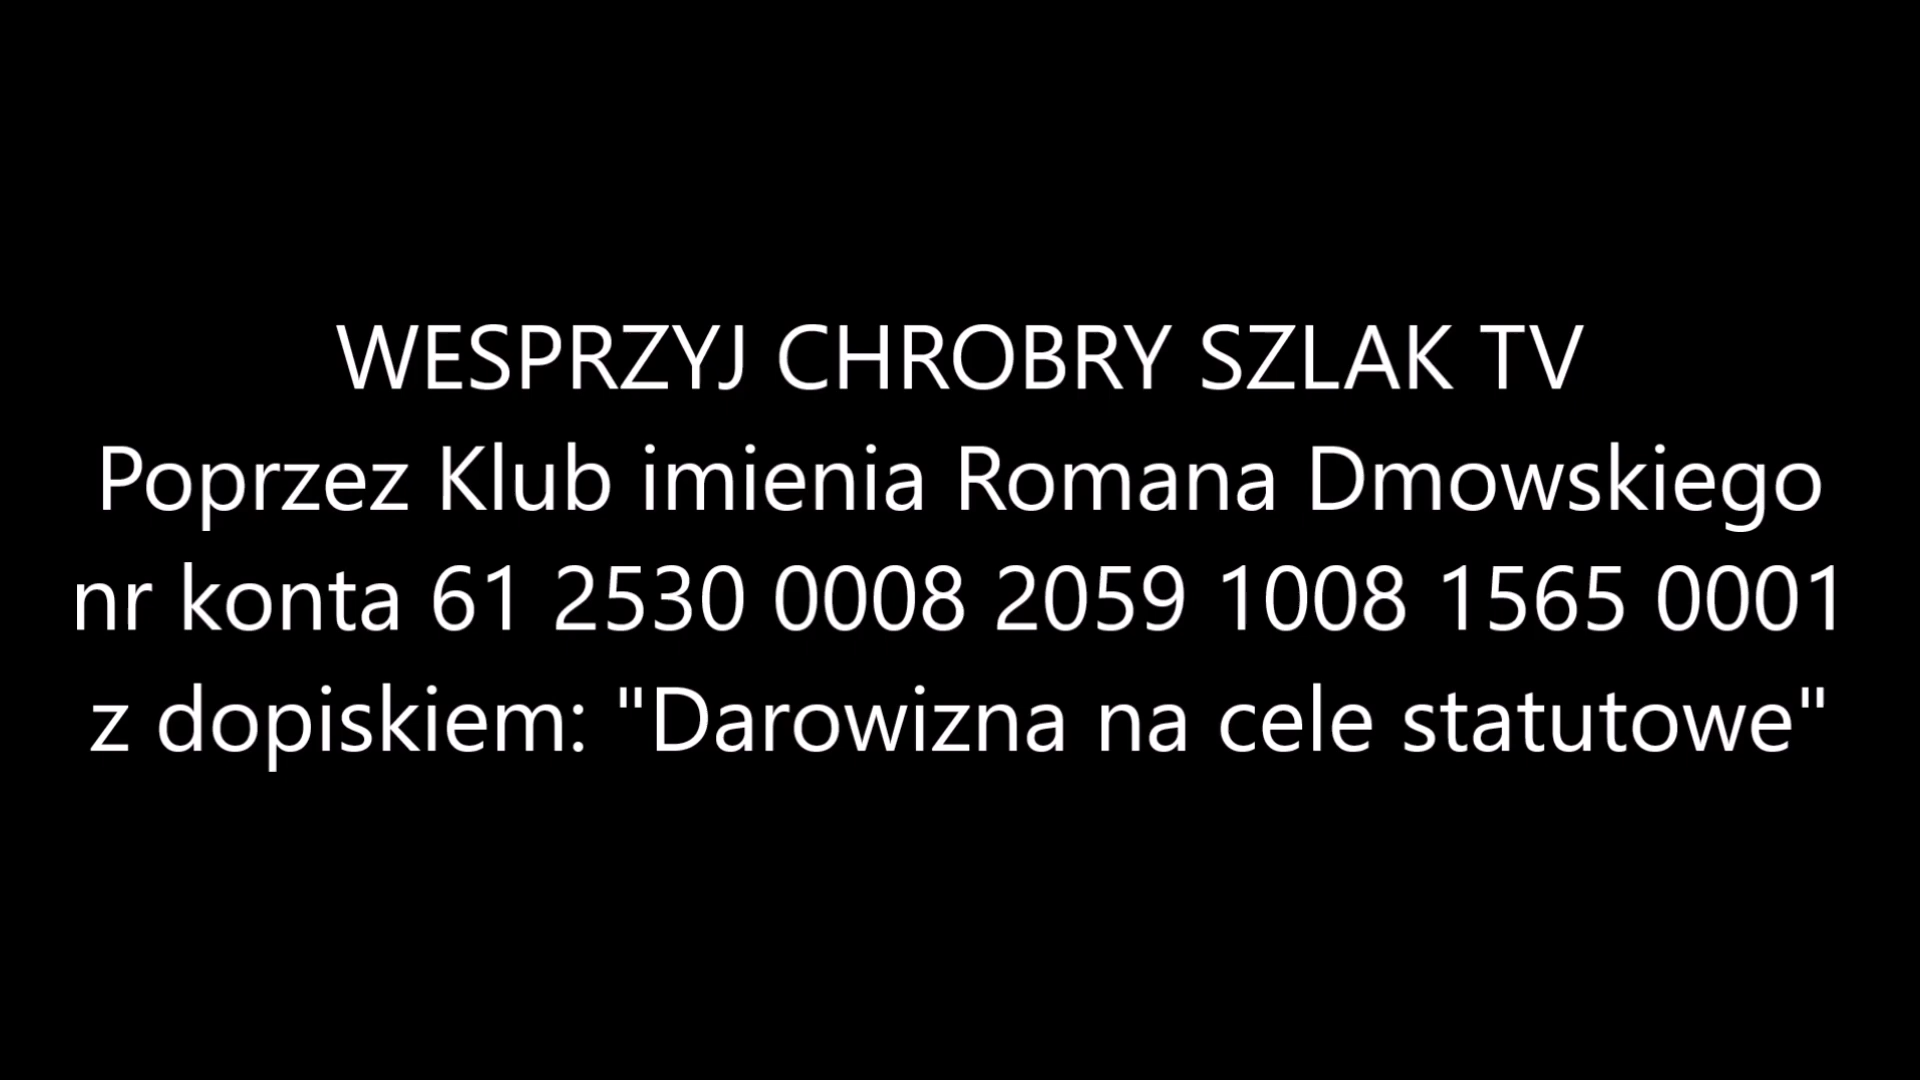 WESPRZYJ CHROBRY SZLAK TV
Poprzez Klub imienia Romana Dmowskiego
nr konta 61 2530 0008 2059 1008 1565 0001
z dopiskiem: "Darowizna na cele statutowe"